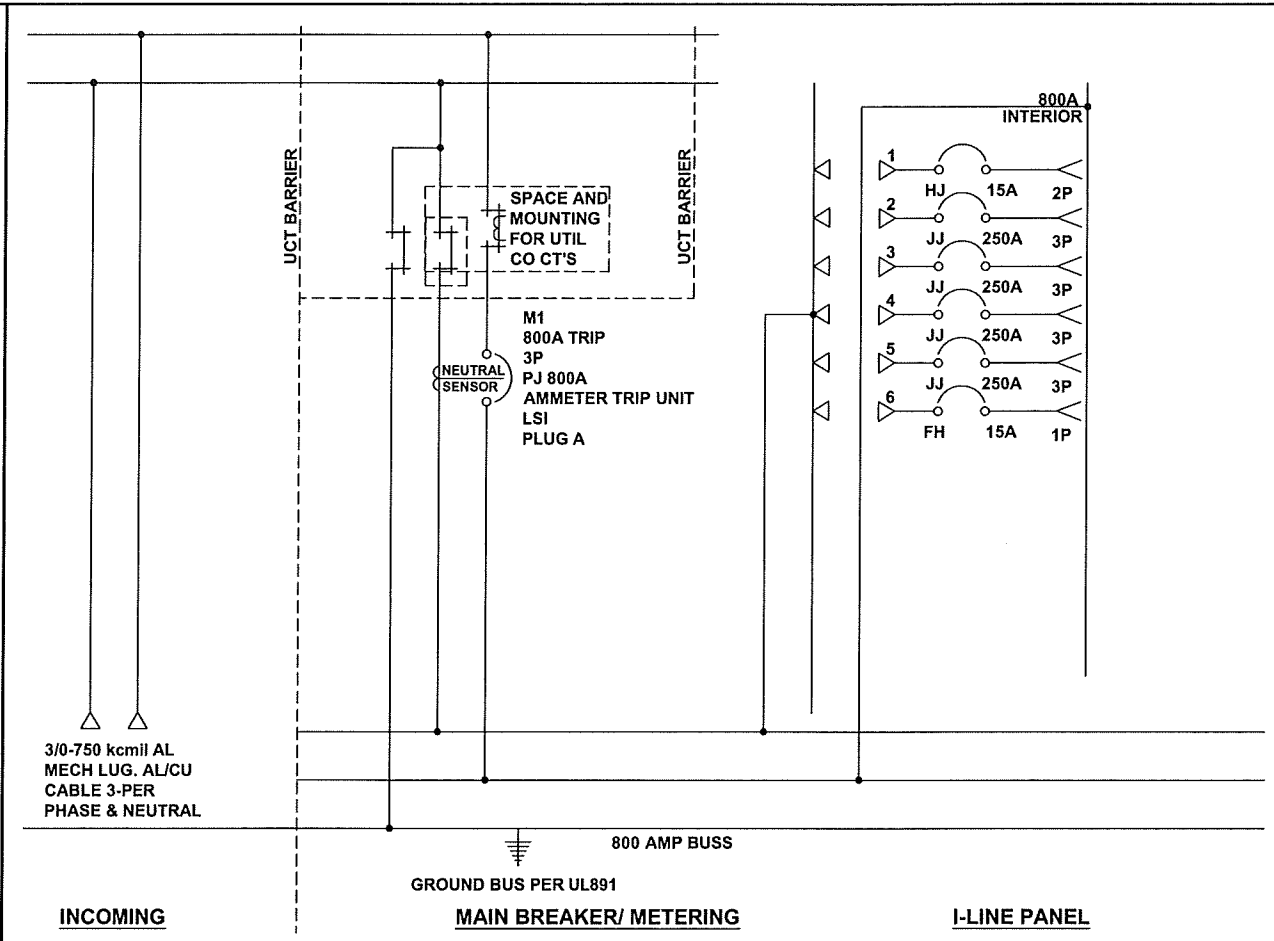 UCT BARRIER
SPACE AND
MOUNTING
FOR UTIL
CO CT'S
UCT BARRIER
M1
800A TRIP
3P
PJ 800A
AMMETER TRIP UNIT
LSI
PLUG A
NEUTRAL
SENSOR
800A
INTERIOR
1
HJ 15A 2P
2
JJ 250A 3P
3
JJ 250A 3P
4
JJ 250A 3P
5
JJ 250A 3P
6
FH 15A 1P
3/0-750 kcmil AL
MECH LUG. AL/CU
CABLE 3-PER
PHASE & NEUTRAL
800 AMP BUSS
GROUND BUS PER UL891
INCOMING
MAIN BREAKER/ METERING
I-LINE PANEL